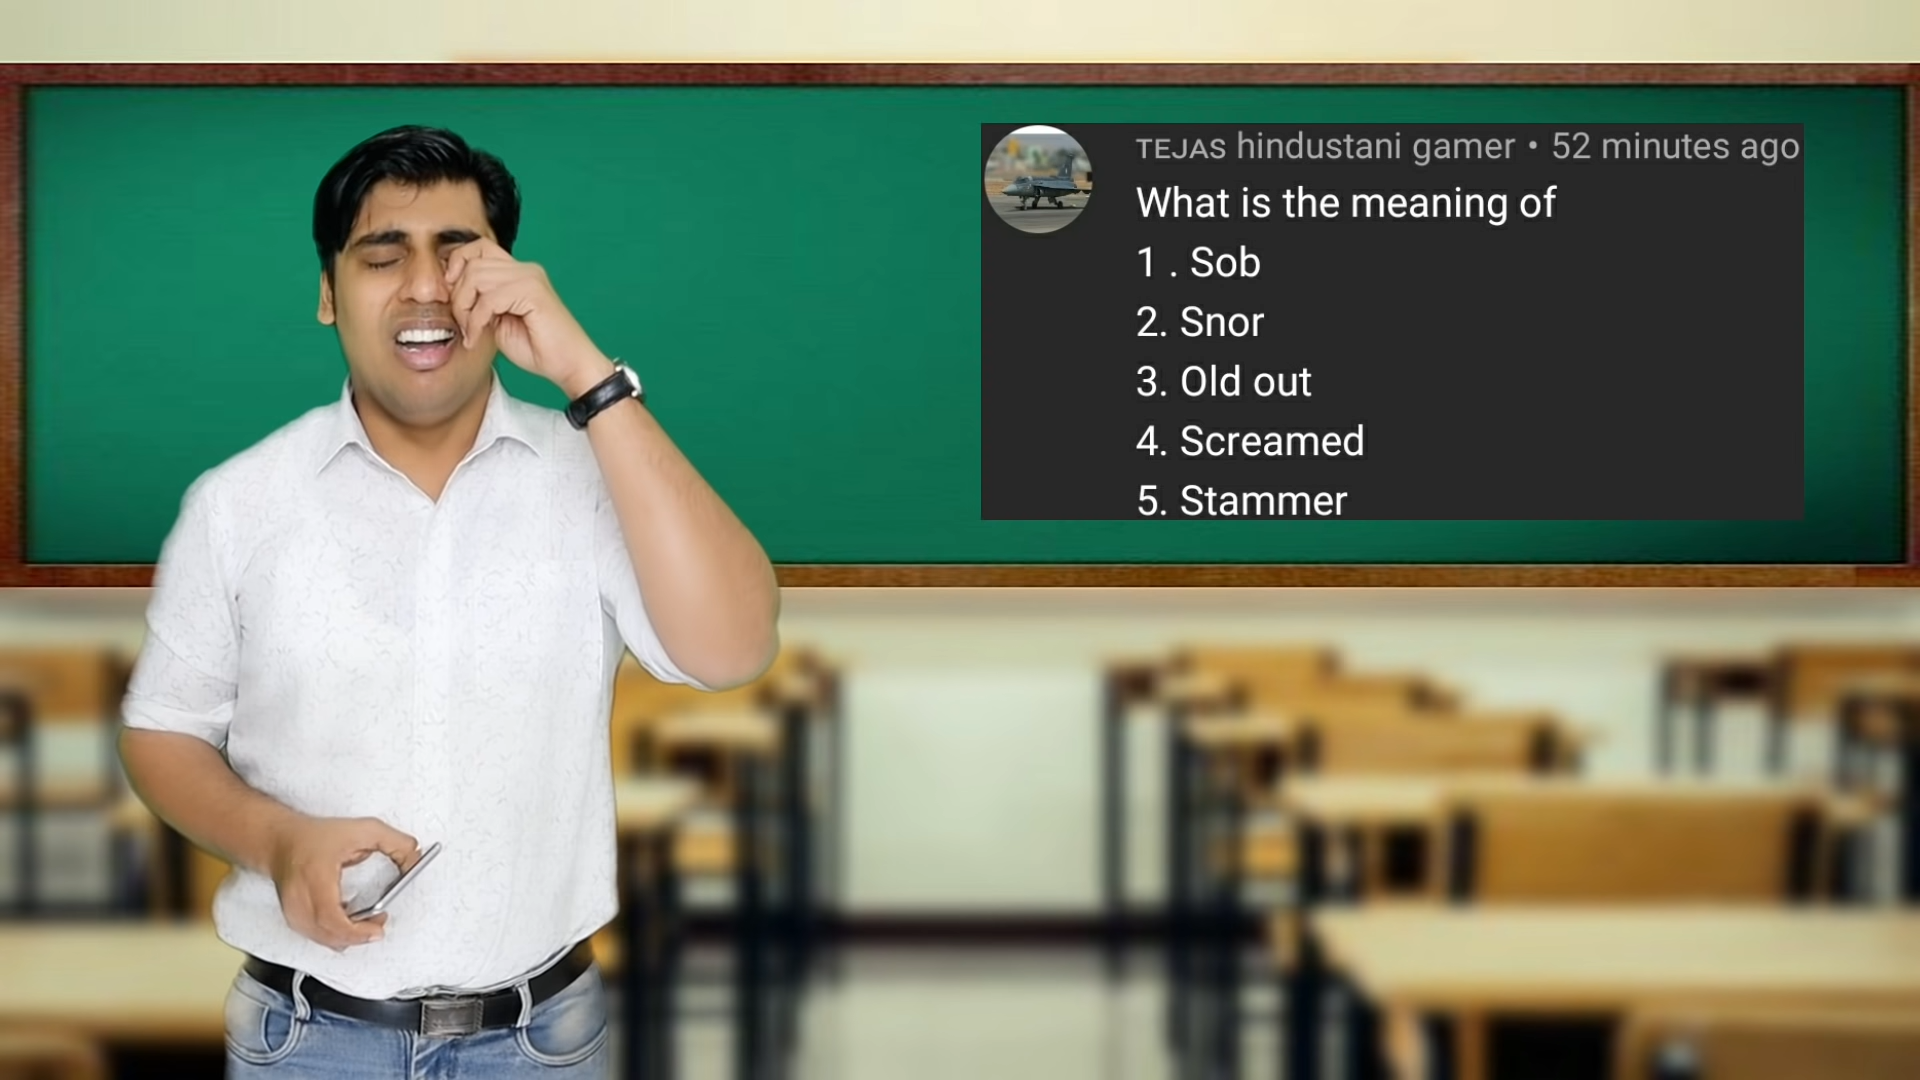 TEJAS hindustani gamer • 52 minutes ago
What is the meaning of
1 . Sob
2. Snor
3. Old out
4. Screamed
5. Stammer